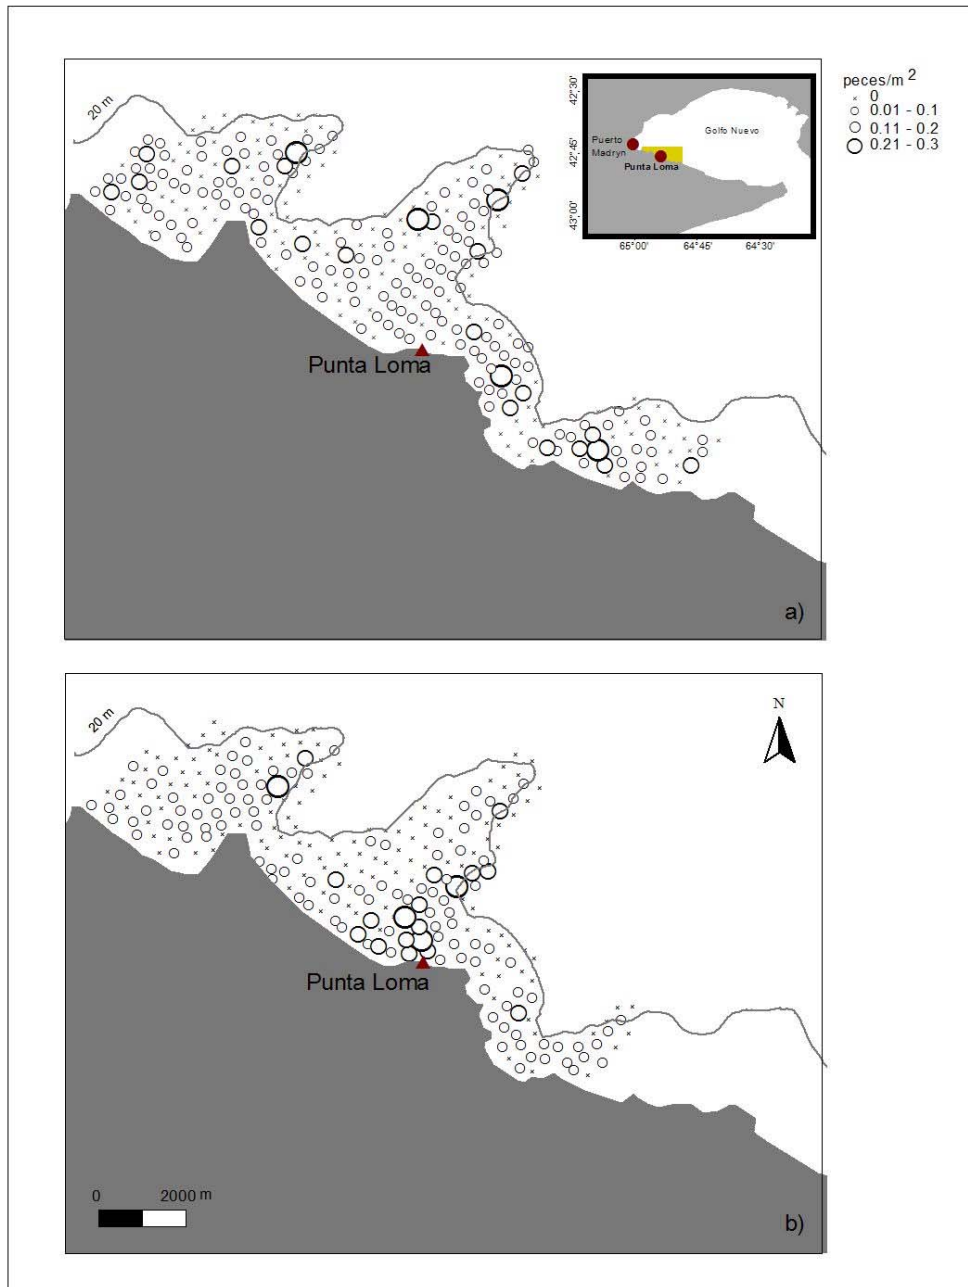 peces/m 2
0
0.01 - 0.1
0.11 - 0.2
0.21 - 0.3
20 m
42°30'
42°45'
43°00'
Golfo Nuevo
Puerto
Madryn
Punta Loma
65°00' 64°45' 64°30'
Punta Loma
a)
20 m
N
Punta Loma
0 2000 m
b)